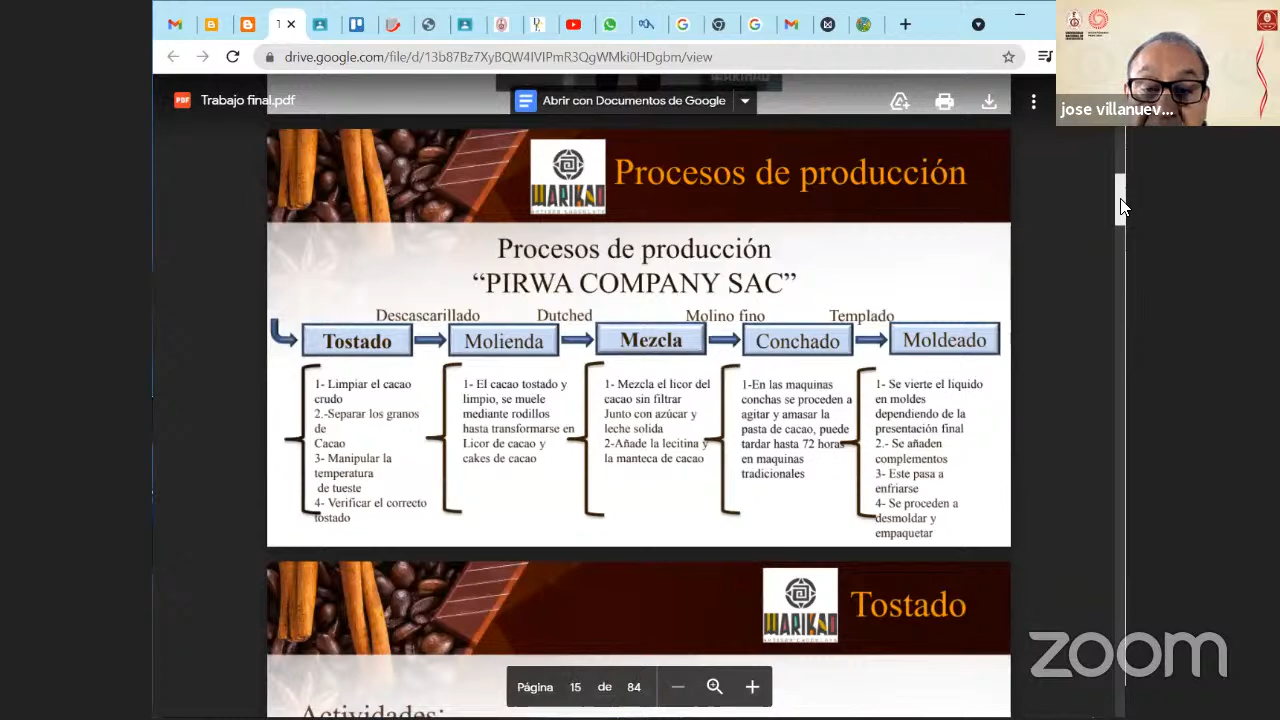 drive.google.com/file/d/13b87Bz7XyBQW4IVIPmR3QgWMki0HDgbm/view
jose villanuev...
PDF
Trabajo final.pdf
Abrir con Documentos de Google
WARIKAO
Procesos de producción
Procesos de producción
“PIRWA COMPANY SAC”
Descascarillado
Dutched
Molino fino
Templado
Tostado
Molienda
Mezcla
Conchado
Moldeado
1- Limpiar el cacao
crudo
2.-Separar los granos
de
Cacao
3- Manipular la
temperatura
de tueste
4- Verificar el correcto
tostado
1- El cacao tostado y
limpio, se muele
mediante rodillos
hasta transformarse en
Licor de cacao y
cakes de cacao
1- Mezcla el licor del
cacao sin filtrar
Junto con azúcar y
leche solida
2-Añade la lecitina y
la manteca de cacao
1-En las maquinas
conchas se proceden a
agitar y amasar la
pasta de cacao, puede
tardar hasta 72 horas
en maquinas
tradicionales
1- Se vierte el liquido
en moldes
dependiendo de la
presentación final
2.- Se añaden
complementos
3- Este pasa a
enfriarse
4- Se proceden a
desmoldar y
empaquetar
WARIKAO
Tostado
Actividades:
Página 15 de 84
zoom